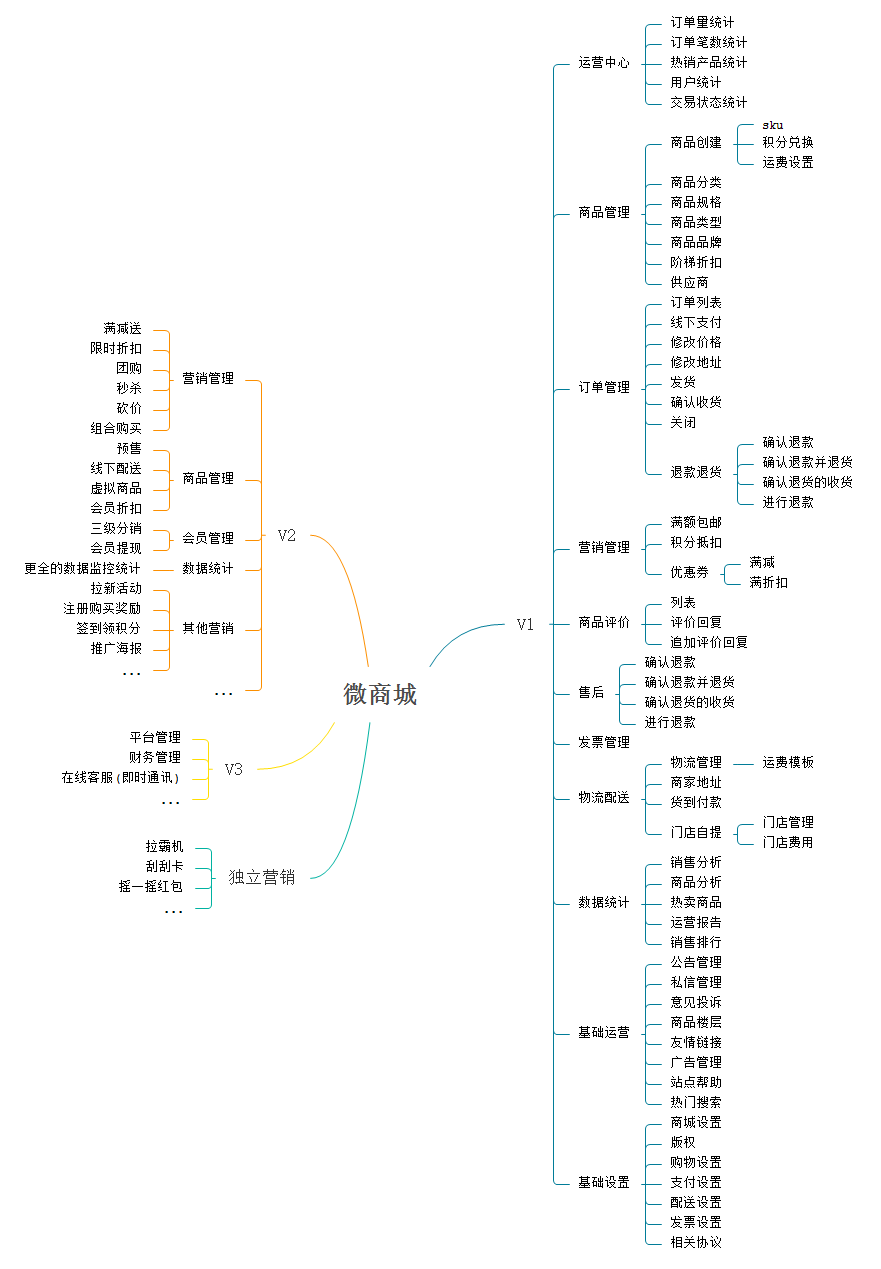 微商城
V1
运营中心
订单量统计
订单笔数统计
热销产品统计
用户统计
交易状态统计
商品管理
商品创建
sku
积分兑换
运费设置
商品分类
商品规格
商品类型
商品品牌
阶梯折扣
供应商
订单管理
订单列表
线下支付
修改价格
修改地址
发货
确认收货
关闭
退款退货
确认退款
确认退款并退货
确认退货的收货
进行退款
营销管理
满额包邮
积分抵扣
优惠券
满减
满折扣
商品评价
列表
评价回复
追加评价回复
售后
确认退款
确认退款并退货
确认退货的收货
进行退款
发票管理
物流配送
物流管理
运费模板
商家地址
货到付款
门店自提
门店管理
门店费用
数据统计
销售分析
商品分析
热卖商品
运营报告
销售排行
基础运营
公告管理
私信管理
意见投诉
商品楼层
友情链接
广告管理
站点帮助
热门搜索
基础设置
商城设置
版权
购物设置
支付设置
配送设置
发票设置
相关协议
V2
营销管理
满减送
限时折扣
团购
秒杀
砍价
组合购买
商品管理
预售
线下配送
虚拟商品
会员折扣
会员管理
三级分销
会员提现
数据统计
更全的数据监控统计
其他营销
拉新活动
注册购买奖励
签到领积分
推广海报
...
...
V3
平台管理
财务管理
在线客服(即时通讯)
...
独立营销
拉霸机
刮刮卡
摇一摇红包
...